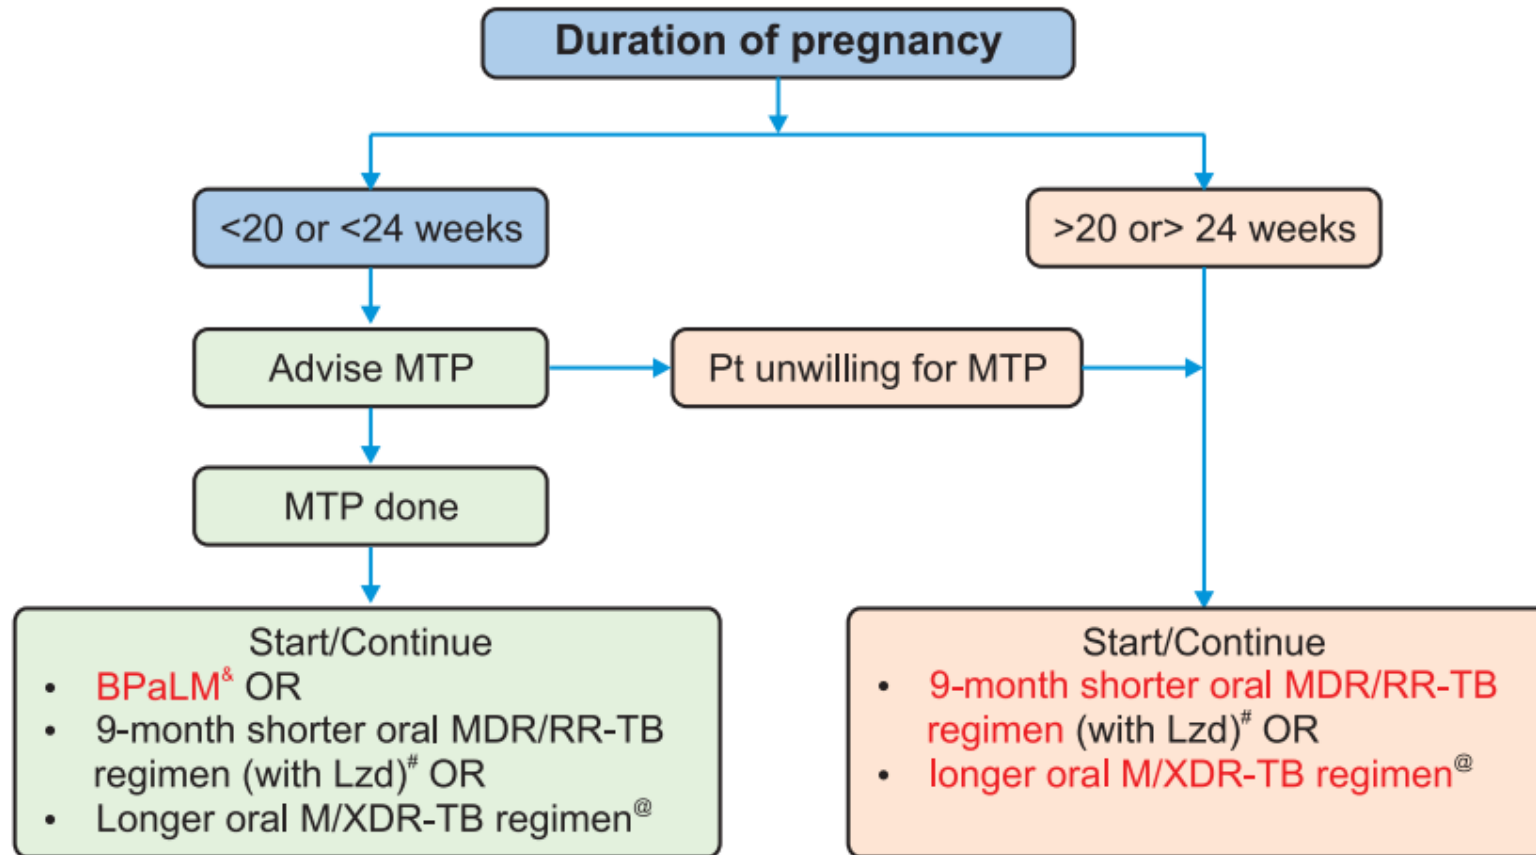 Duration of pregnancy
<20 or <24 weeks
>20 or> 24 weeks
Advise MTP
Pt unwilling for MTP
MTP done
Start/Continue
• BPaLM& OR
• 9-month shorter oral MDR/RR-TB
regimen (with Lzd)# OR
• Longer oral M/XDR-TB regimen@
Start/Continue
• 9-month shorter oral MDR/RR-TB
regimen (with Lzd)# OR
• longer oral M/XDR-TB regimen@